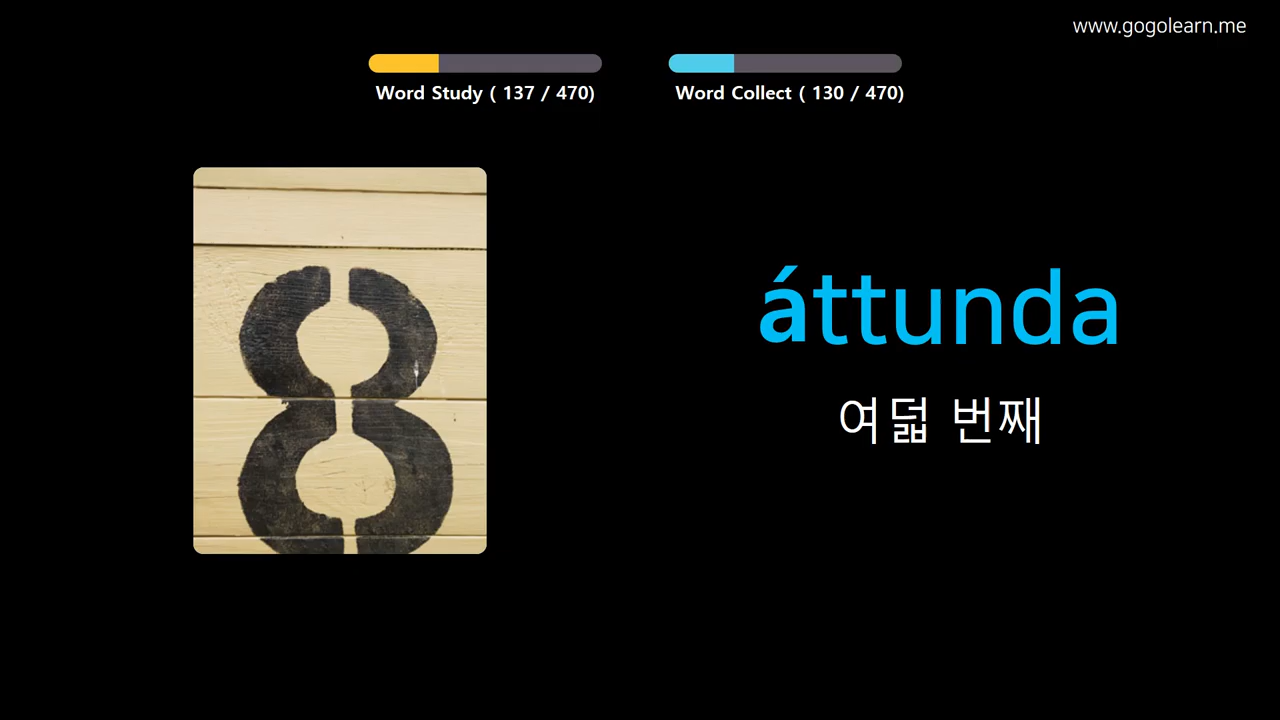 www.gogolearn.me
Word Study ( 137 / 470)
Word Collect ( 130 / 470)
8
áttunda
여덟 번째